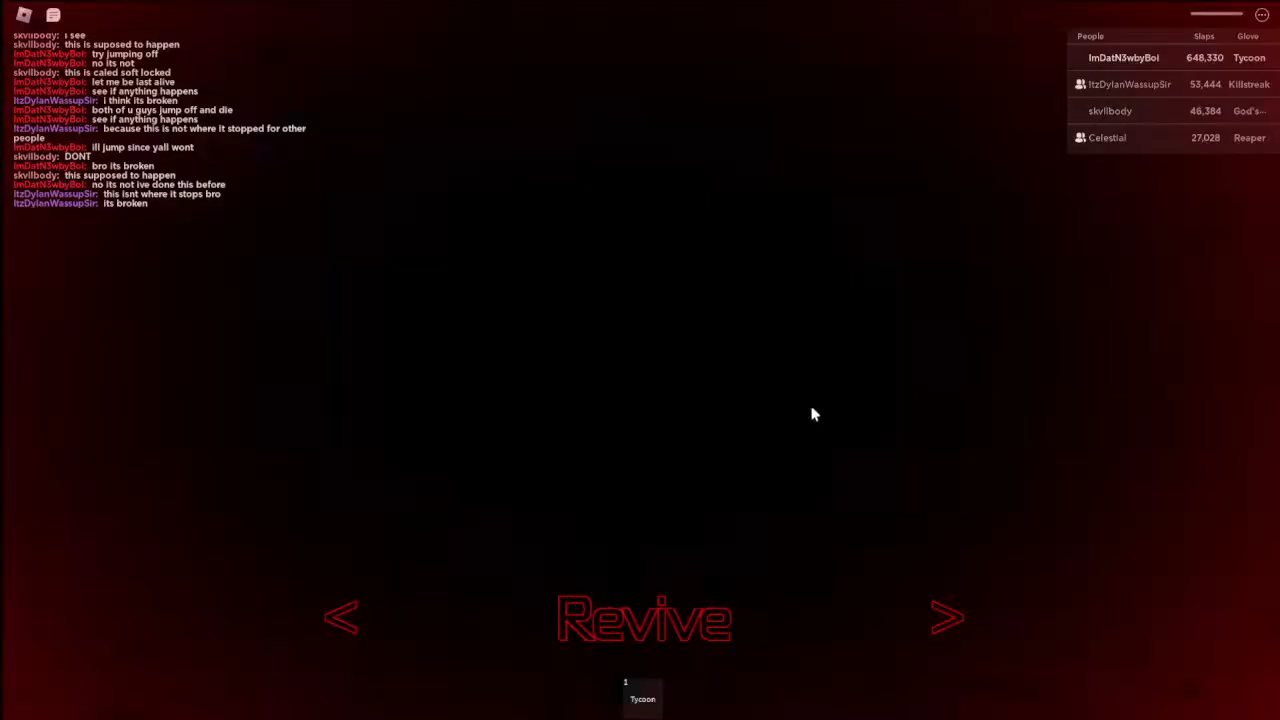 skvllbody: i see
skvllbody: this is suposed to happen
ImDatN3wbyBoi: try jumping off
ImDatN3wbyBoi: no its not
skvllbody: this is caled soft locked
ImDatN3wbyBoi: let me be last alive
ImDatN3wbyBoi: see if anything happens
ItzDylanWassupSir: i think its broken
ImDatN3wbyBoi: both of u guys jump off and die
ImDatN3wbyBoi: see if anything happens
ItzDylanWassupSir: because this is not where it stopped for other
people
ImDatN3wbyBoi: ill jump since yall wont
skvllbody: DONT
ImDatN3wbyBoi: bro its broken
skvllbody: this supposed to happen
ImDatN3wbyBoi: no its not ive done this before
ItzDylanWassupSir: this isnt where it stops bro
ItzDylanWassupSir: its broken
People Slaps Glove
ImDatN3wbyBoi 648,330 Tycoon
ItzDylanWassupSir 53,444 Killstreak
skvllbody 46,384 God's...
Celestial 27,028 Reaper
< Revive >
1
Tycoon